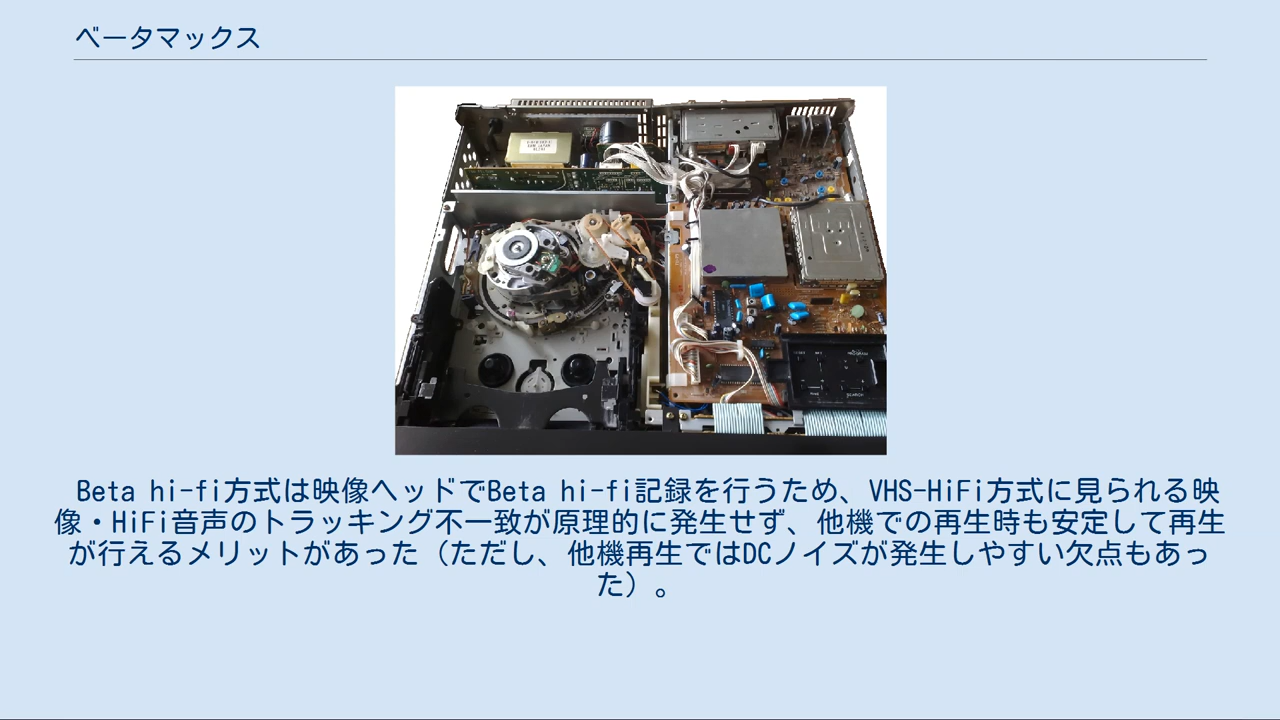 ベータマックス
Beta hi-fi方式は映像ヘッドでBeta hi-fi記録を行うため、VHS-HiFi方式に見られる映
像・HiFi音声のトラッキング不一致が原理的に発生せず、他機での再生時も安定して再生
が行えるメリットがあった（ただし、他機再生ではDCノイズが発生しやすい欠点もあっ
た）。